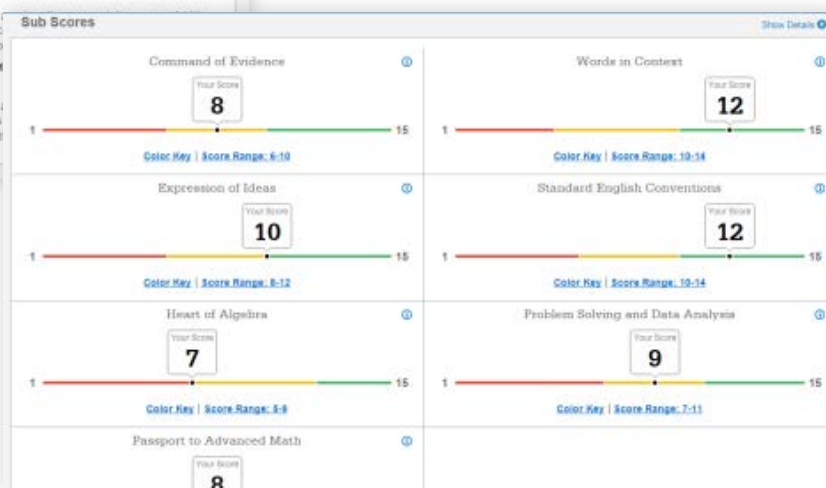 Sub Scores
Show Details
Command of Evidence
Your Score
8
1
15
Color Key | Score Range: 6-10
Words in Context
Your Score
12
1
15
Color Key | Score Range: 10-14
Expression of Ideas
Your Score
10
1
15
Color Key | Score Range: 8-12
Standard English Conventions
Your Score
12
1
15
Color Key | Score Range: 10-14
Heart of Algebra
Your Score
7
1
15
Color Key | Score Range: 5-9
Problem Solving and Data Analysis
Your Score
9
1
15
Color Key | Score Range: 7-11
Passport to Advanced Math
Your Score
8